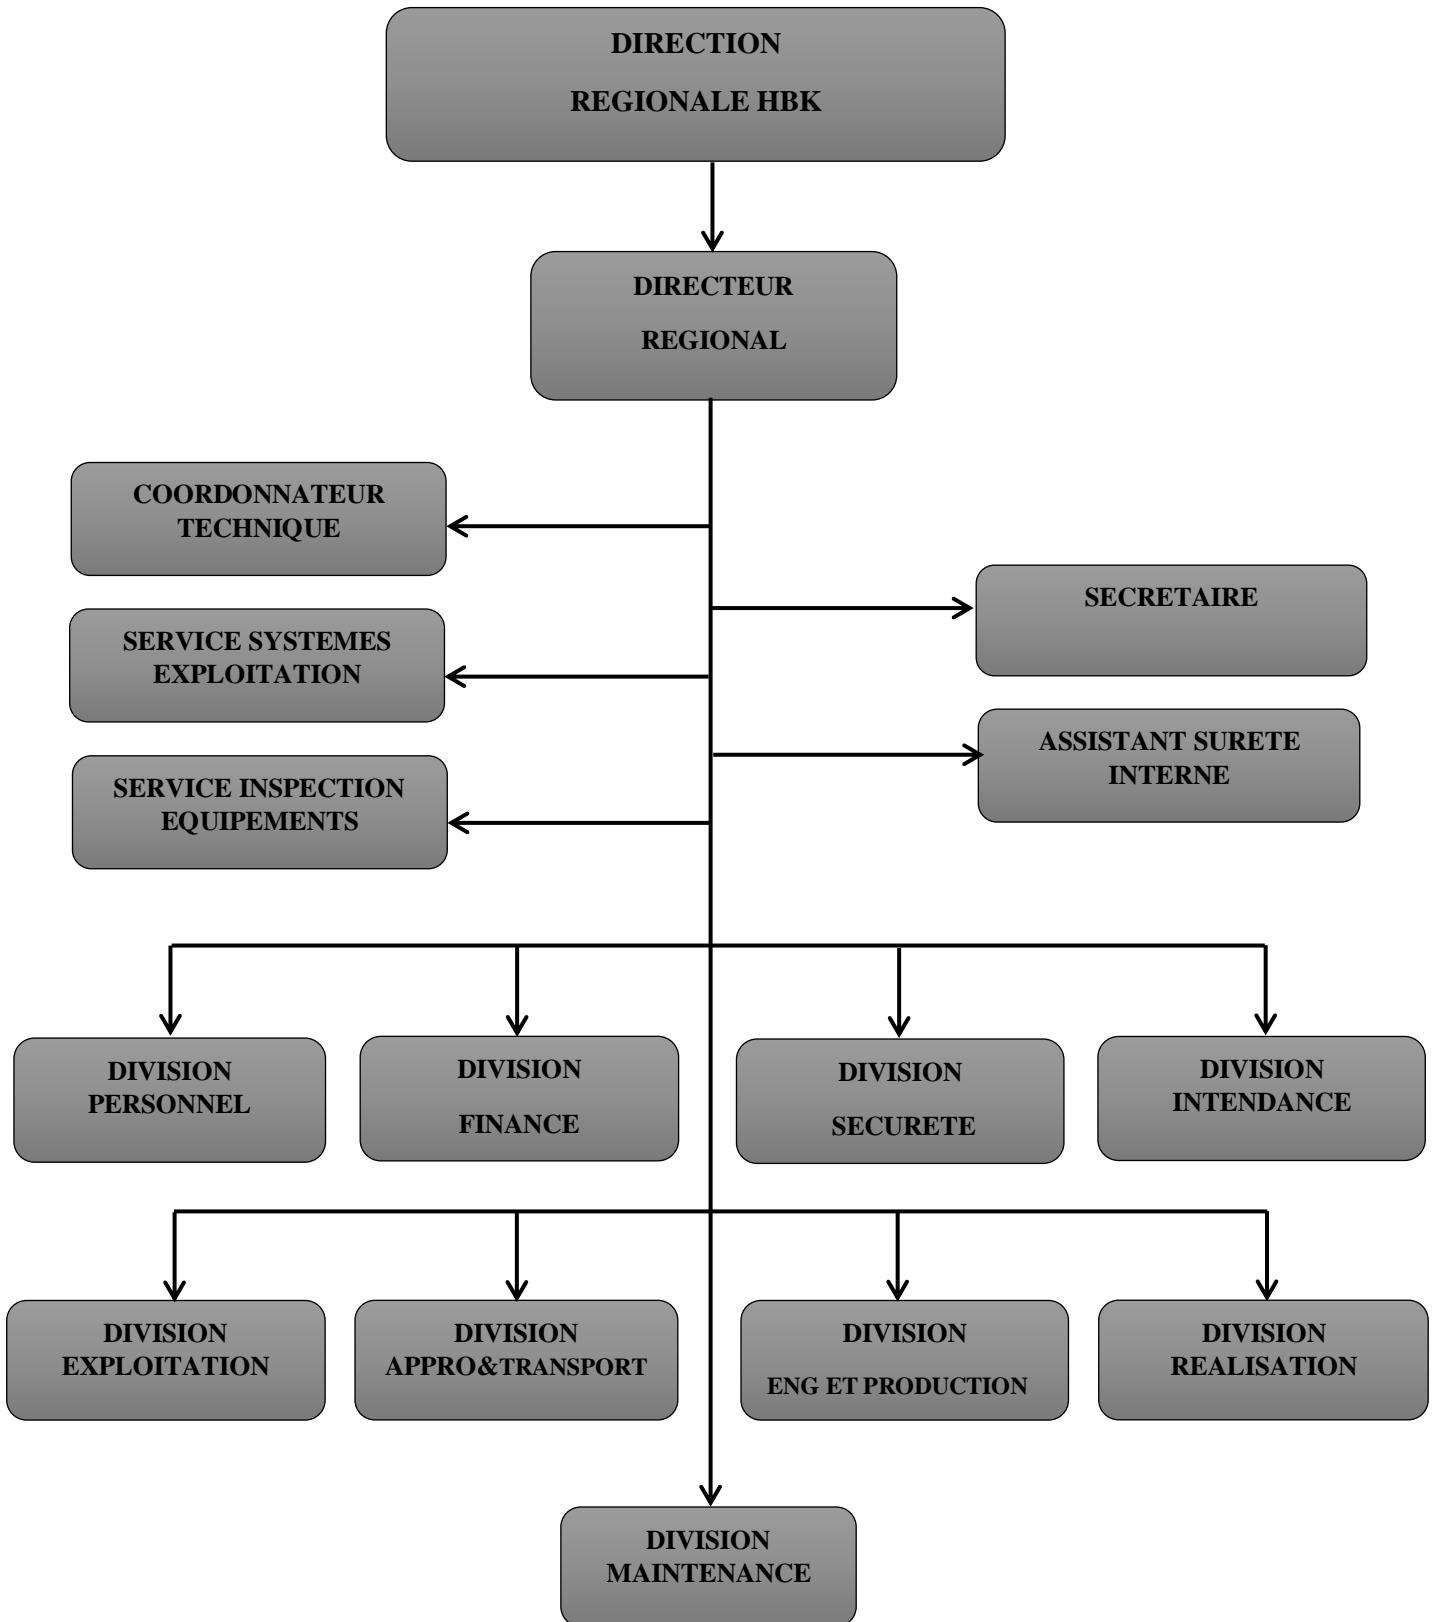 DIRECTION
REGIONALE HBK
DIRECTEUR
REGIONAL
COORDONNATEUR
TECHNIQUE
SECRETAIRE
SERVICE SYSTEMES
EXPLOITATION
ASSISTANT SURETE
INTERNE
SERVICE INSPECTION
EQUIPEMENTS
DIVISION
PERSONNEL
DIVISION
FINANCE
DIVISION
SECURETE
DIVISION
INTENDANCE
DIVISION
EXPLOITATION
DIVISION
APPRO&TRANSPORT
DIVISION
ENG ET PRODUCTION
DIVISION
REALISATION
DIVISION
MAINTENANCE